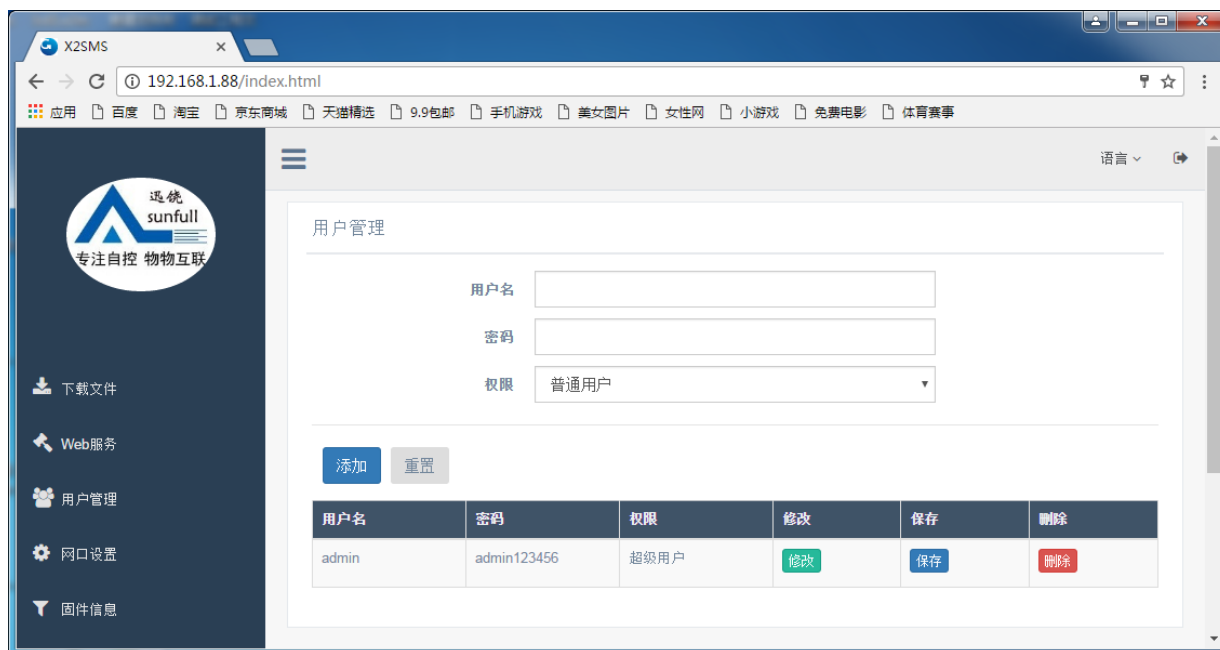 X2SMS
192.168.1.88/index.html
应用 百度 淘宝 京东商城 天猫精选 9.9包邮 手机游戏 美女图片 女性网 小游戏 免费电影 体育赛事
语言
迅饶
sunfull
专注自控 物物互联
用户管理
用户名
密码
权限 普通用户
下载文件
Web服务
用户管理
网口设置
固件信息
添加 重置
用户名 密码 权限 修改 保存 删除
admin admin123456 超级用户 修改 保存 删除